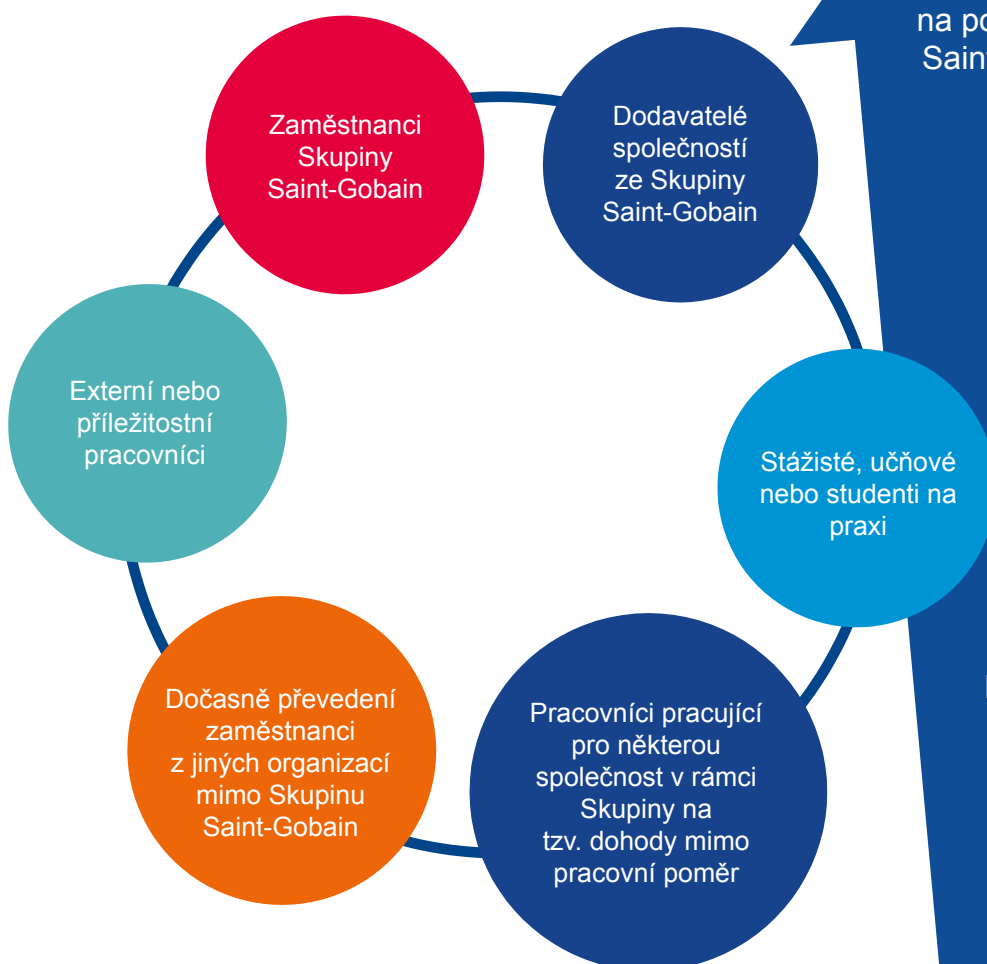 na po
Sain
Zaměstnanci
Skupiny
Saint-Gobain
Dodavatelé
společností
ze Skupiny
Saint-Gobain
Stážisté, učňové
nebo studenti na
praxi
Pracovníci pracující
pro některou
společnost v rámci
Skupiny na
tzv. dohody mimo
pracovní poměr
Dočasně převedení
zaměstnanci
z jiných organizací
mimo Skupinu
Saint-Gobain
Externí nebo
příležitostní
pracovníci